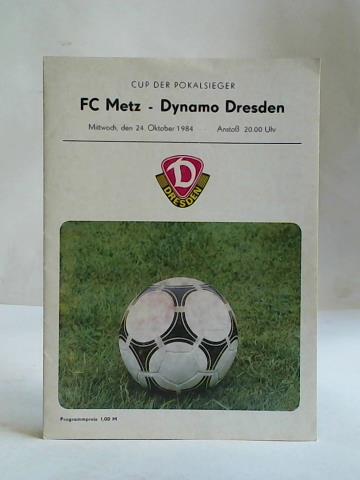 CUP DER POKALSIEGER
FC Metz - Dynamo Dresden
Mittwoch, den 24. Oktober 1984 Anstoß 20.00 Uhr
D
DRESDEN
Programmpreis 1,00 M